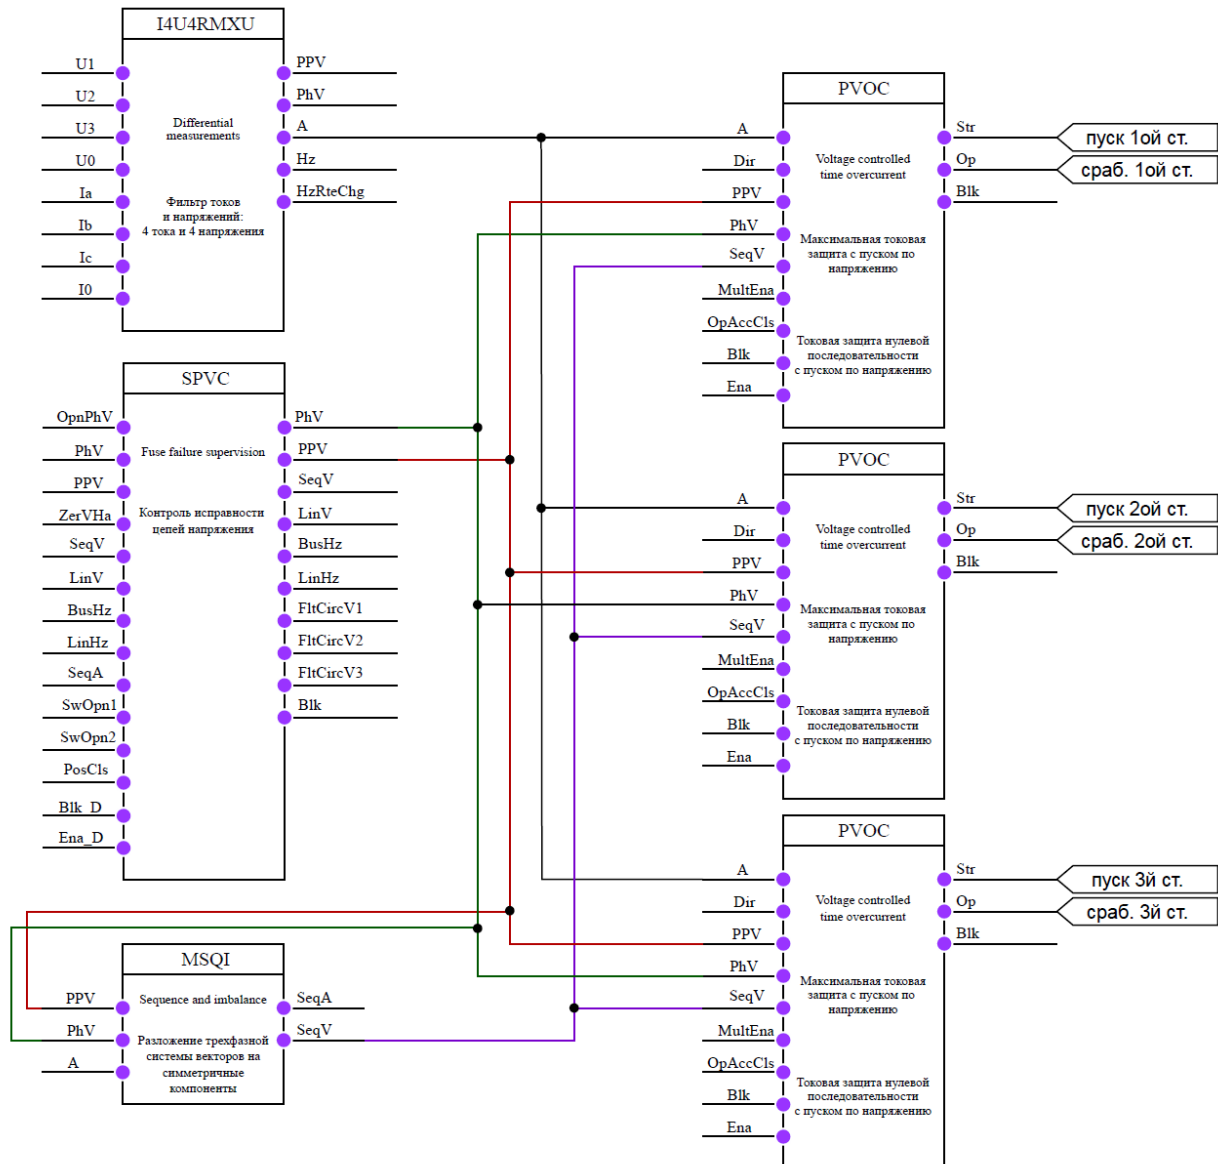 I4U4RMXU
U1
U2
U3
U0
Ia
Ib
Ic
I0
Differential
measurements
Фильтр токов
и напряжений:
4 тока и 4 напряжения
PPV
PhV
A
Hz
HzRteChg
SPVC
OpnPhV
PhV
PPV
ZerVHa
SeqV
LinV
BusHz
LinHz
SeqA
SwOpn1
SwOpn2
PosCls
Blk_D
Ena_D
Fuse failure supervision
Контроль исправности
цепей напряжения
PhV
PPV
SeqV
LinV
BusHz
LinHz
FltCircV1
FltCircV2
FltCircV3
Blk
MSQI
PPV
PhV
A
Sequence and imbalance
Разложение трехфазной
системы векторов на
симметричные
компоненты
SeqA
SeqV
PVOC
A
Dir
PPV
PhV
SeqV
MultEna
OpAccCls
Blk
Ena
Voltage controlled
time overcurrent
Максимальная токовая
защита с пуском по
напряжению
Токовая защита нулевой
последовательности
с пуском по напряжению
Str
Op
Blk
пуск 1ой ст.
сраб. 1ой ст.
PVOC
A
Dir
PPV
PhV
SeqV
MultEna
OpAccCls
Blk
Ena
Voltage controlled
time overcurrent
Максимальная токовая
защита с пуском по
напряжению
Токовая защита нулевой
последовательности
с пуском по напряжению
Str
Op
Blk
пуск 2ой ст.
сраб. 2ой ст.
PVOC
A
Dir
PPV
PhV
SeqV
MultEna
OpAccCls
Blk
Ena
Voltage controlled
time overcurrent
Максимальная токовая
защита с пуском по
напряжению
Токовая защита нулевой
последовательности
с пуском по напряжению
Str
Op
Blk
пуск 3й ст.
сраб. 3й ст.